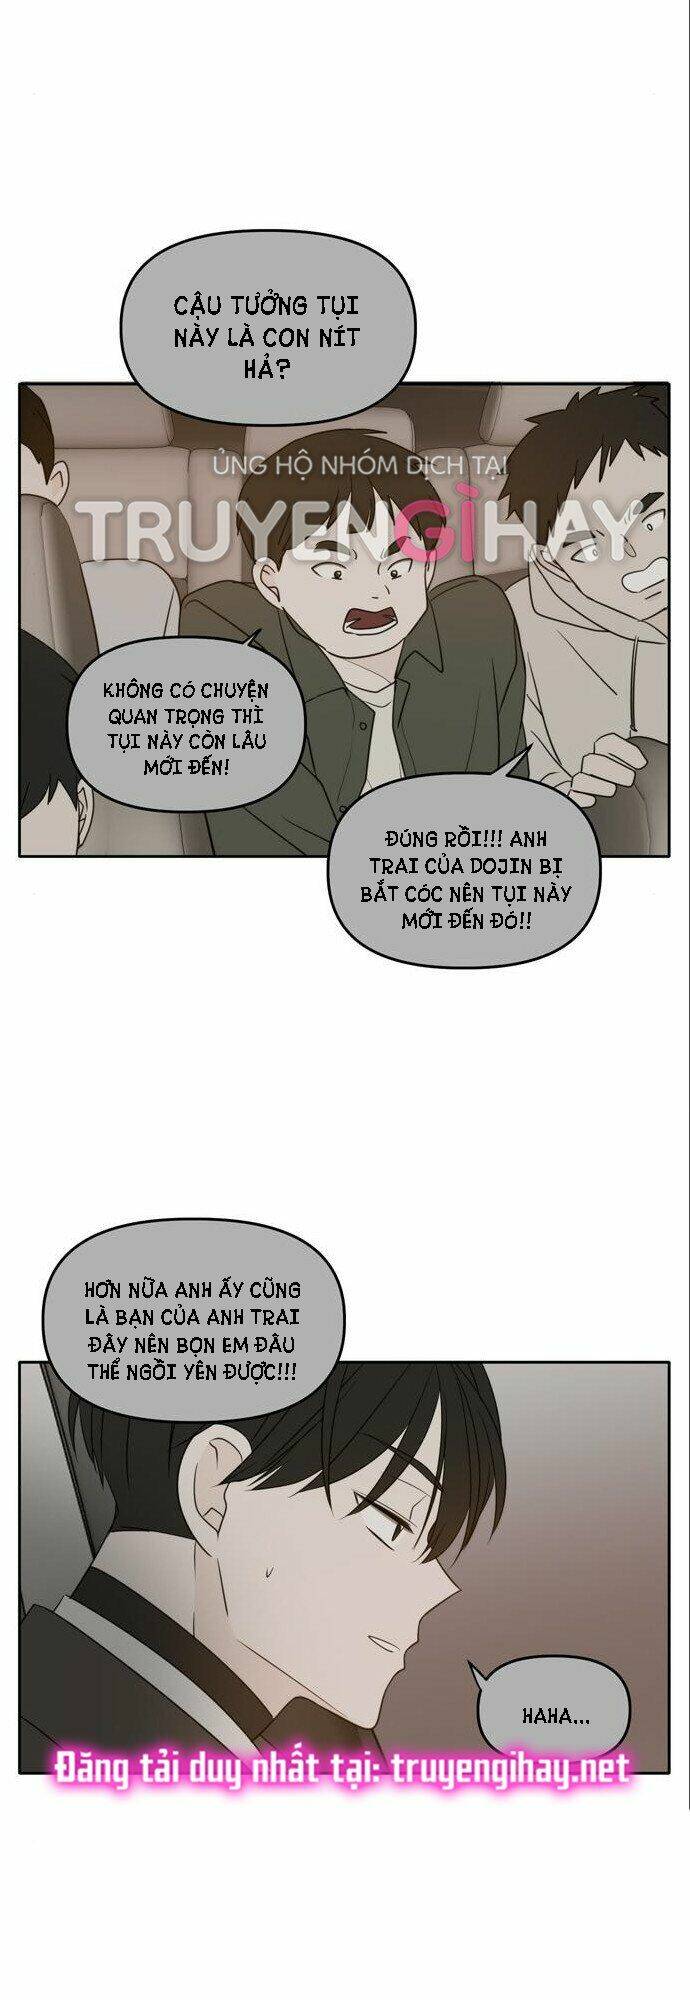 CẬU TƯỞNG TỤI
NÀY LÀ CON NÍT
HẢ?
ỦNG HỘ NHÓM DỊCH TẠI
TRUYENGIHAY
KHÔNG CÓ CHUYỆN
QUAN TRỌNG THÌ
TỤI NÀY CÒN LÂU
MỚI ĐẾN!
ĐÚNG RỒI!!! ANH
TRAI CỦA DOJIN BỊ
BẮT CÓC NÊN TỤI NÀY
MỚI ĐẾN ĐÓ!!
HƠN NỮA ANH ẤY CŨNG
LÀ BẠN CỦA ANH TRAI
ĐÂY NÊN BỌN EM ĐÂU
THỂ NGỒI YÊN ĐƯỢC!!!
HAHA...
Đăng tải duy nhất tại: truyengihay.net